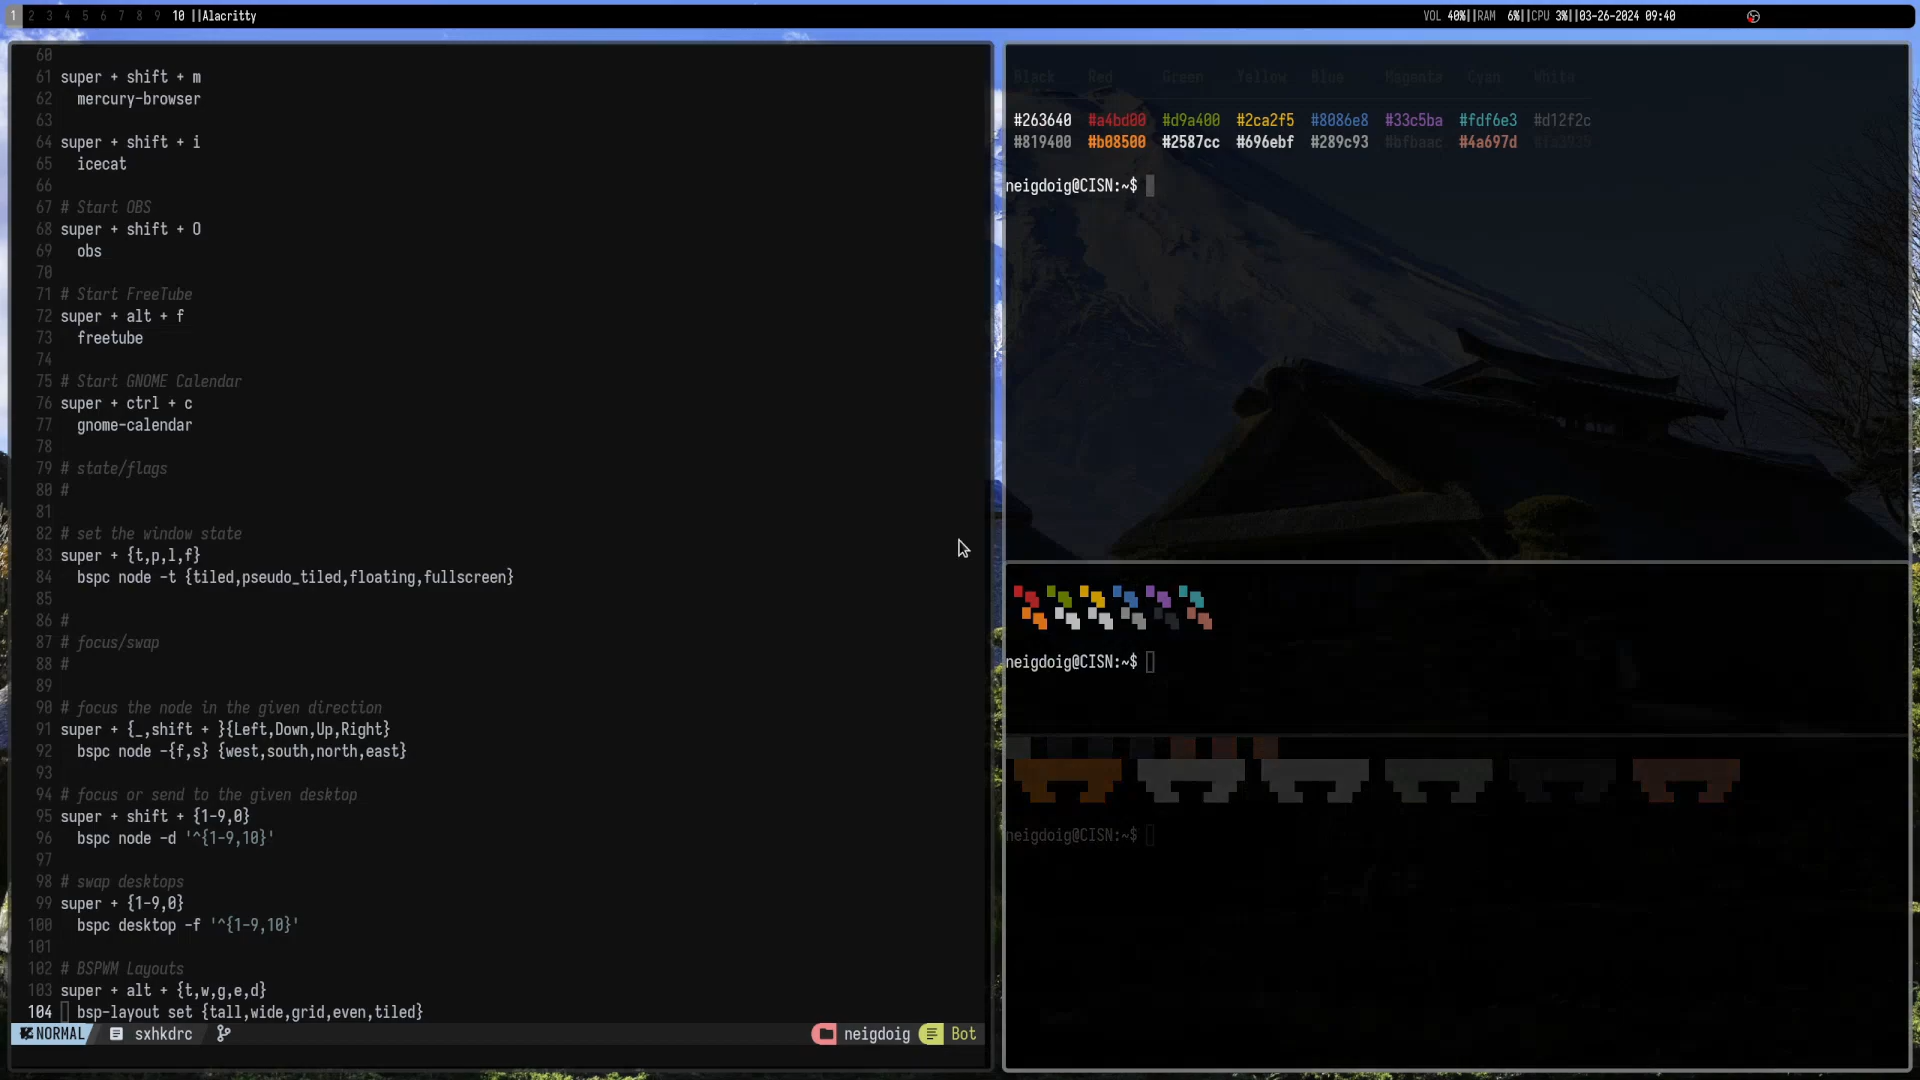 1 2 3 4 5 6 7 8 9 10 ||Alacritty
VOL 40%||RAM 6%||CPU 3%||03-26-2024 09:40
60
61 super + shift + m
62 mercury-browser
63
64 super + shift + i
65 icecat
66
67 # Start OBS
68 super + shift + O
69 obs
70
71 # Start FreeTube
72 super + alt + f
73 freetube
74
75 # Start GNOME Calendar
76 super + ctrl + c
77 gnome-calendar
78
79 # state/flags
80 #
81
82 # set the window state
83 super + {t,p,l,f}
84 bspc node -t {tiled,pseudo_tiled,floating,fullscreen}
85
86 #
87 # focus/swap
88 #
89
90 # focus the node in the given direction
91 super + {_,shift + }{Left,Down,Up,Right}
92 bspc node -{f,s} {west,south,north,east}
93
94 # focus or send to the given desktop
95 super + shift + {1-9,0}
96 bspc node -d '^{1-9,10}'
97
98 # swap desktops
99 super + {1-9,0}
100 bspc desktop -f '^{1-9,10}'
101
102 # BSPWM Layouts
103 super + alt + {t,w,g,e,d}
104 bsp-layout set {tall,wide,grid,even,tiled}
NORMAL sxhkdrc neigdoig Bot
Black Red Green Yellow Blue Magenta Cyan White
#263640 #a4bd00 #d9a400 #2ca2f5 #8086e8 #33c5ba #fdf6e3 #d12f2c
#819400 #b08500 #2587cc #696ebf #289c93 #bfbaac #4a697d
neigdoig@CISN:~$
neigdoig@CISN:~$
neigdoig@CISN:~$